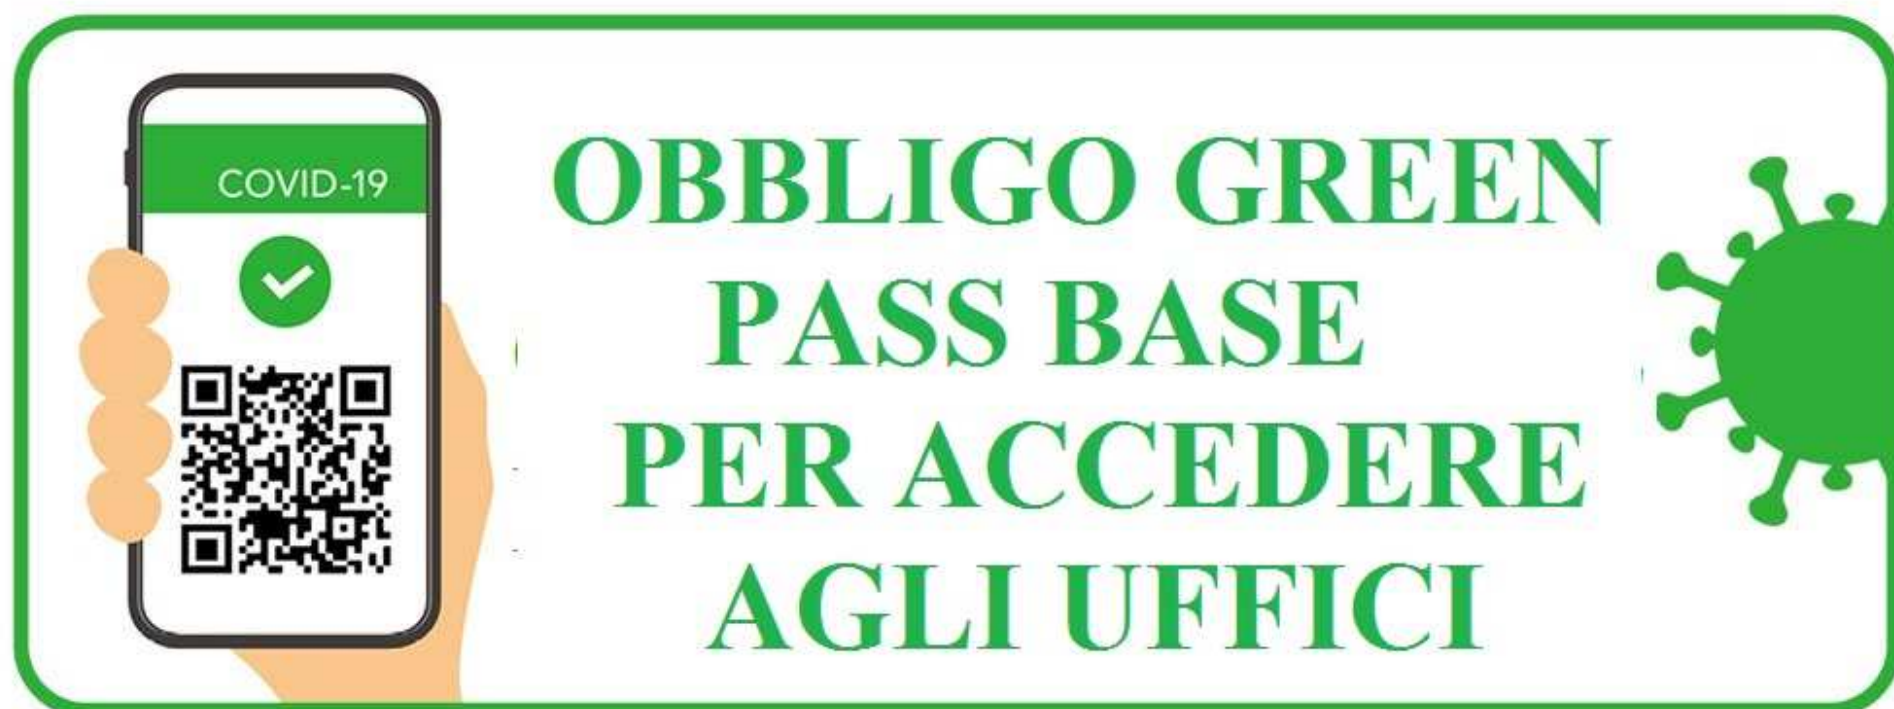 COVID-19
OBBLIGO GREEN
PASS BASE
PER ACCEDERE
AGLI UFFICI